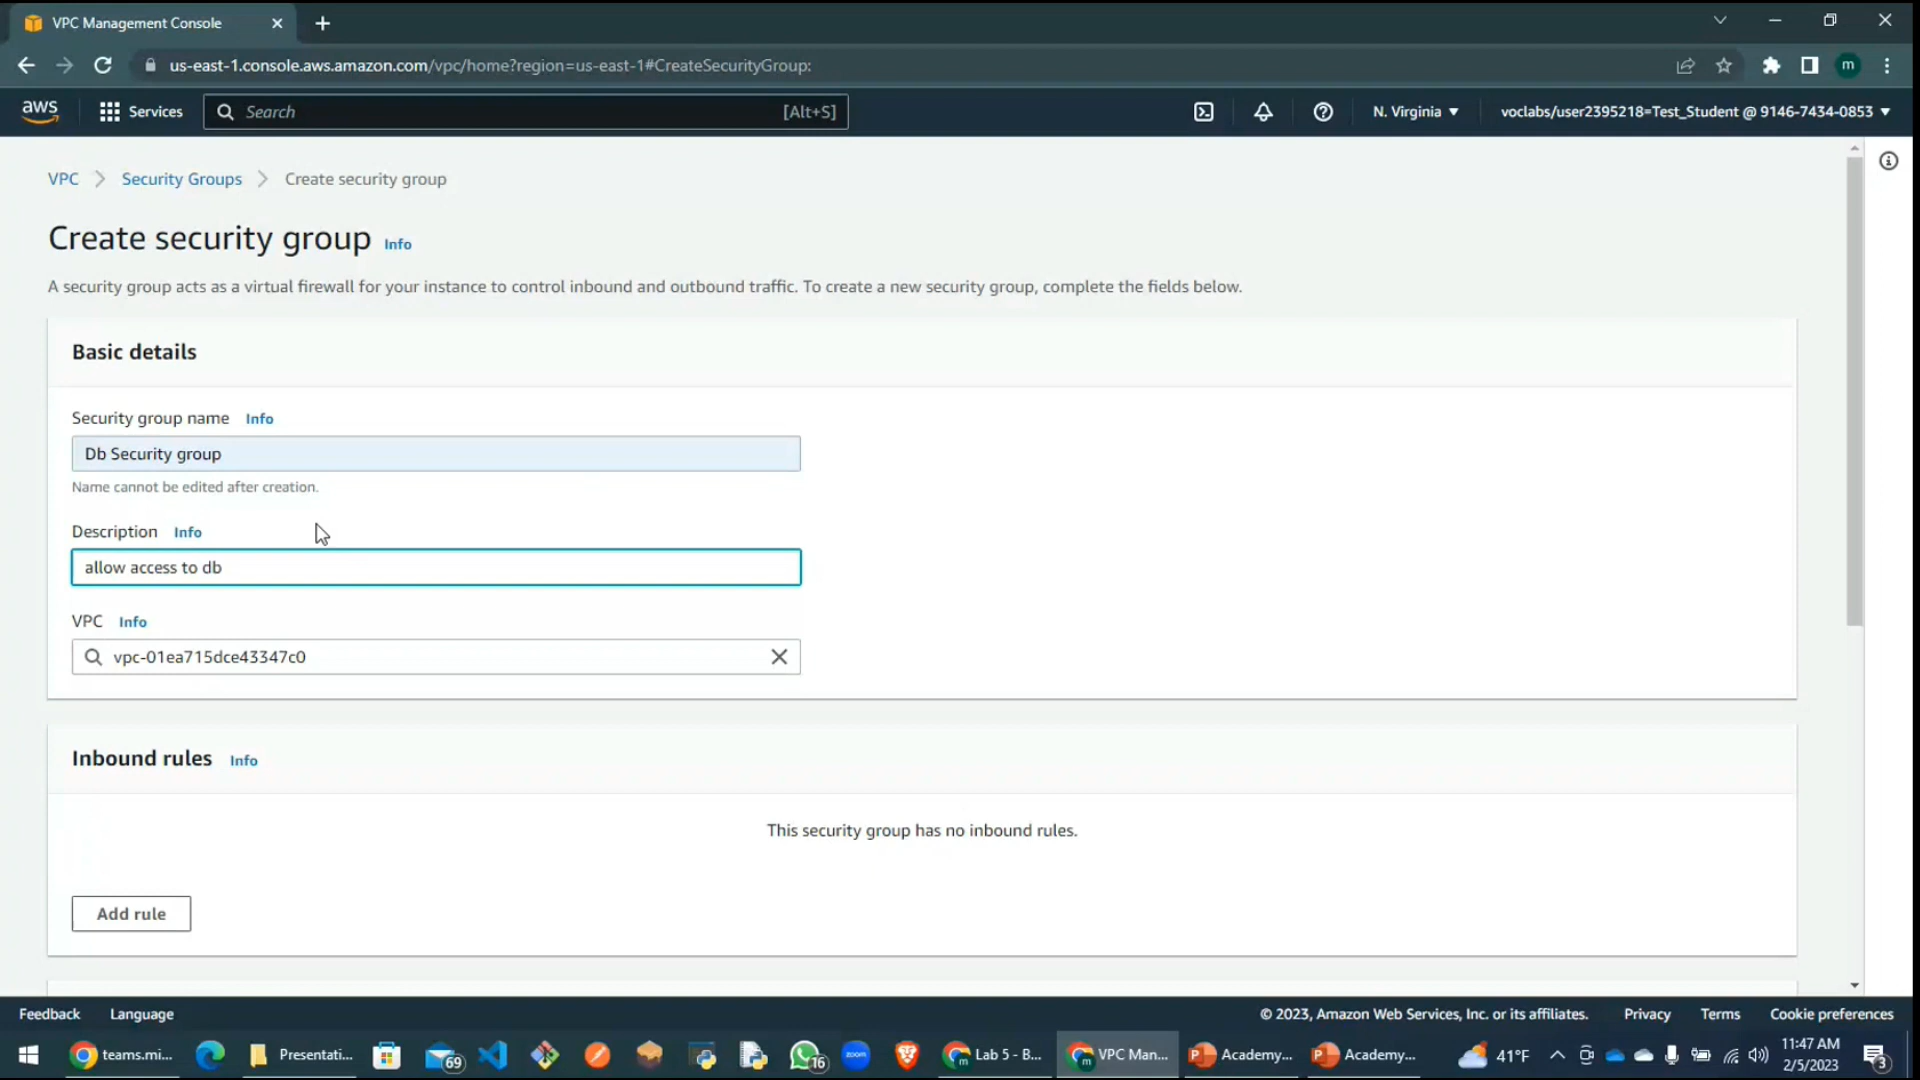 VPC Management Console
us-east-1.console.aws.amazon.com/vpc/home?region=us-east-1#CreateSecurityGroup:
m
aws
Services
Search
[Alt+S]
N. Virginia
voclabs/user2395218=Test_Student @ 9146-7434-0853
VPC
Security Groups
Create security group
Create security group Info
A security group acts as a virtual firewall for your instance to control inbound and outbound traffic. To create a new security group, complete the fields below.
Basic details
Security group name Info
Db Security group
Name cannot be edited after creation.
Description Info
allow access to db
VPC Info
vpc-01ea715dce43347c0
Inbound rules Info
This security group has no inbound rules.
Add rule
Feedback
Language
© 2023, Amazon Web Services, Inc. or its affiliates.
Privacy
Terms
Cookie preferences
teams.mi...
Presentati...
69
16
zoom
Lab 5 - B...
VPC Man...
Academy...
Academy...
41°F
11:47 AM
2/5/2023
3